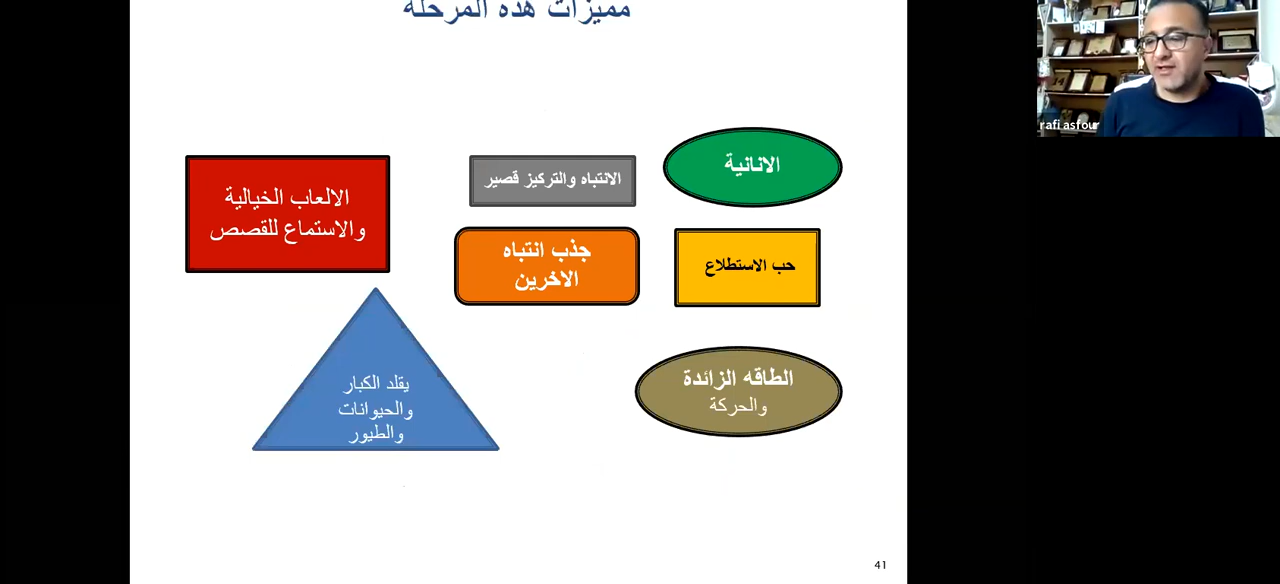 مميزات هذه المرحلة
rafi asfour
الانانية
الانتباه والتركيز قصير
الالعاب الخيالية
والاستماع للقصص
حب الاستطلاع
جذب انتباه
الاخرين
الطاقه الزائدة
والحركة
يقلد الكبار
والحيوانات
والطيور
41